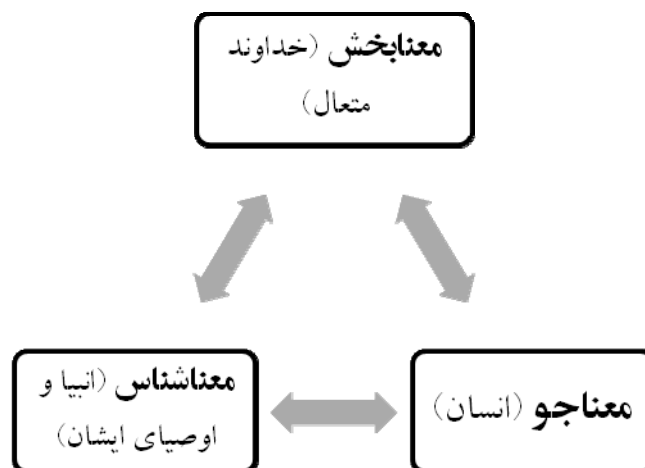 معنابخش (خداوند
متعال)
معناجو (انسان)
معناشناس (انبیا و
اوصیای ایشان)